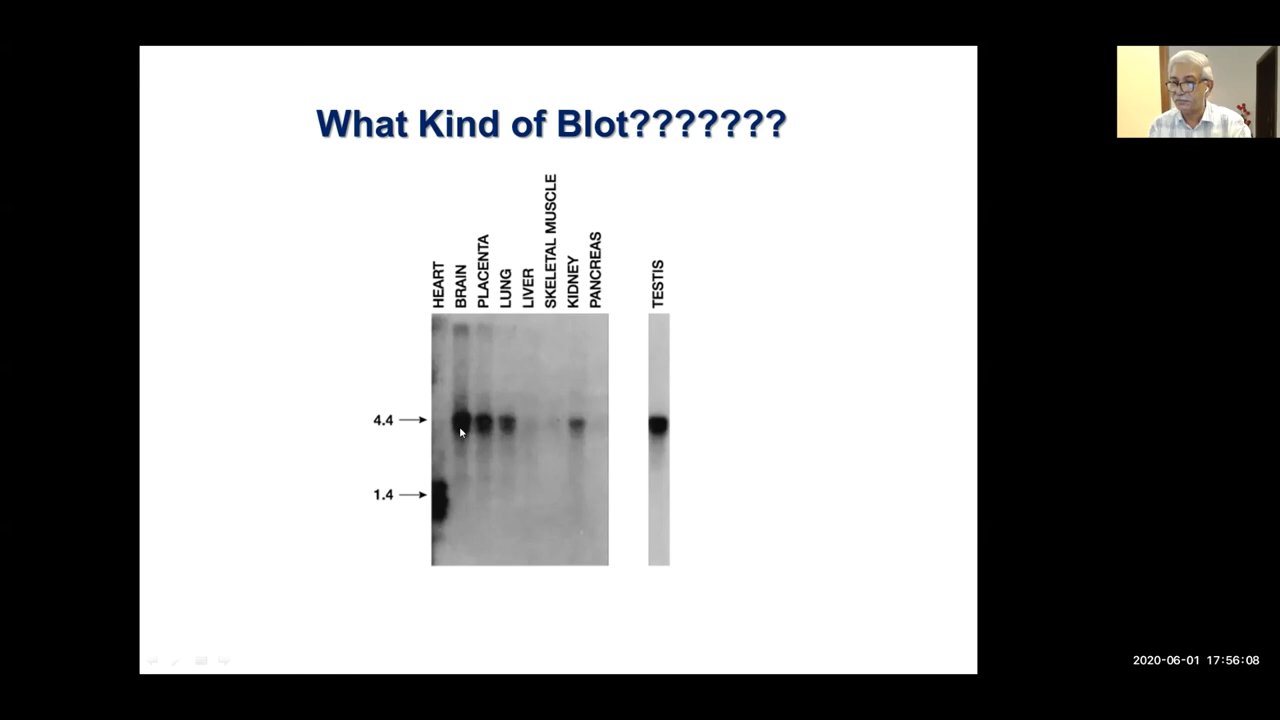 What Kind of Blot???????
HEART
BRAIN
PLACENTA
LUNG
LIVER
SKELETAL MUSCLE
KIDNEY
PANCREAS
TESTIS
4.4
1.4
2020-06-01 17:56:08